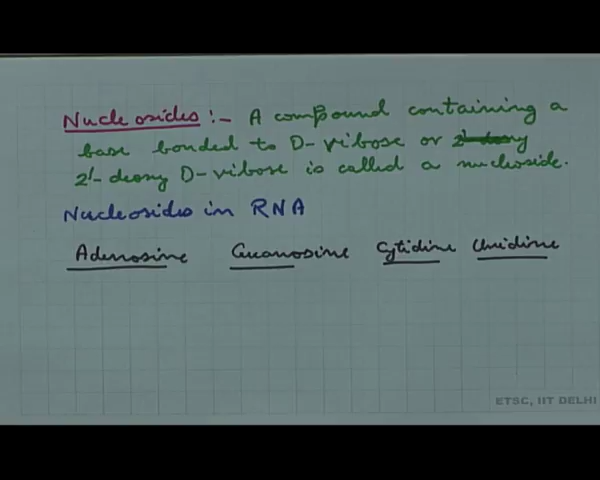 Nucleosides :- A compound containing a
base bonded to D-ribose or 2'-deoxy
2'-deoxy D-ribose is called a nucleoside.
Nucleosides in RNA
Adenosine Guanosine Cytidine Uridine
ETSC, IIT DELHI